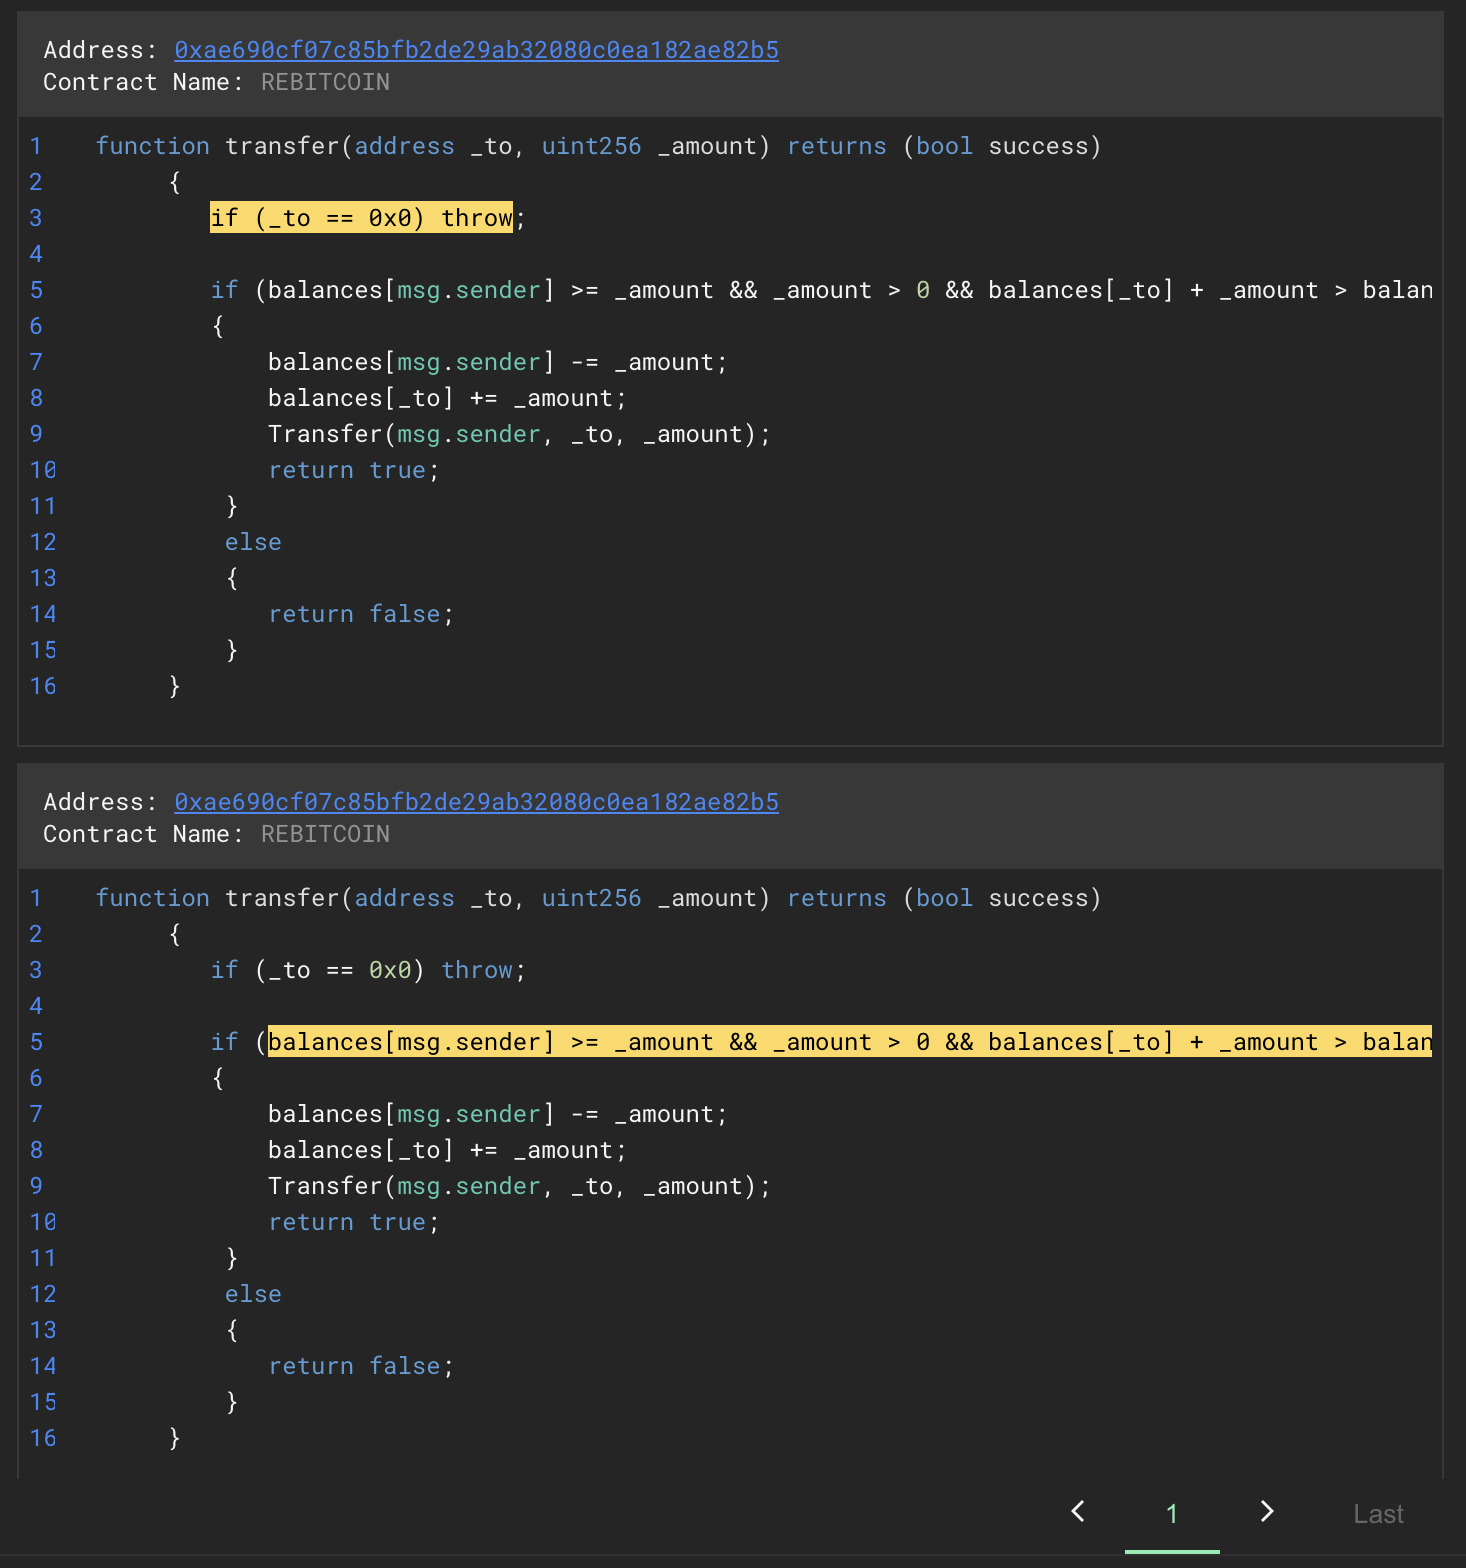 Address: 0xae690cf07c85bfb2de29ab32080c0ea182ae82b5
Contract Name: REBITCOIN
1 function transfer(address _to, uint256 _amount) returns (bool success)
2 {
3 if (_to == 0x0) throw;
4
5 if (balances[msg.sender] >= _amount && _amount > 0 && balances[_to] + _amount > balan
6 {
7 balances[msg.sender] -= _amount;
8 balances[_to] += _amount;
9 Transfer(msg.sender, _to, _amount);
10 return true;
11 }
12 else
13 {
14 return false;
15 }
16 }
Address: 0xae690cf07c85bfb2de29ab32080c0ea182ae82b5
Contract Name: REBITCOIN
1 function transfer(address _to, uint256 _amount) returns (bool success)
2 {
3 if (_to == 0x0) throw;
4
5 if (balances[msg.sender] >= _amount && _amount > 0 && balances[_to] + _amount > balan
6 {
7 balances[msg.sender] -= _amount;
8 balances[_to] += _amount;
9 Transfer(msg.sender, _to, _amount);
10 return true;
11 }
12 else
13 {
14 return false;
15 }
16 }
1 Last